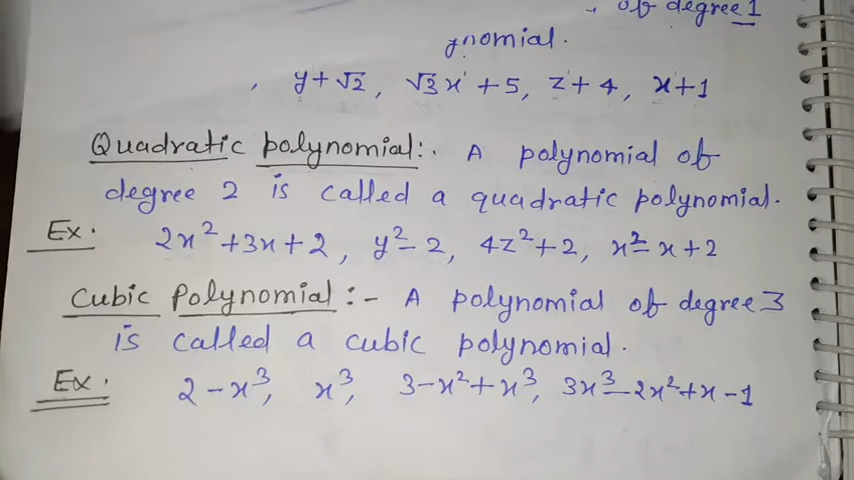 of degree 1
ynomial.
, y+√2, √3x+5, z+4, x+1
Quadratic polynomial:. A polynomial of
degree 2 is called a quadratic polynomial.
Ex. 2x²+3x+2, y²-2, 4z²+2, x²-x+2
Cubic Polynomial:- A polynomial of degree 3
is called a cubic polynomial.
Ex. 2-x³, x³, 3-x²+x³, 3x³-2x²+x-1